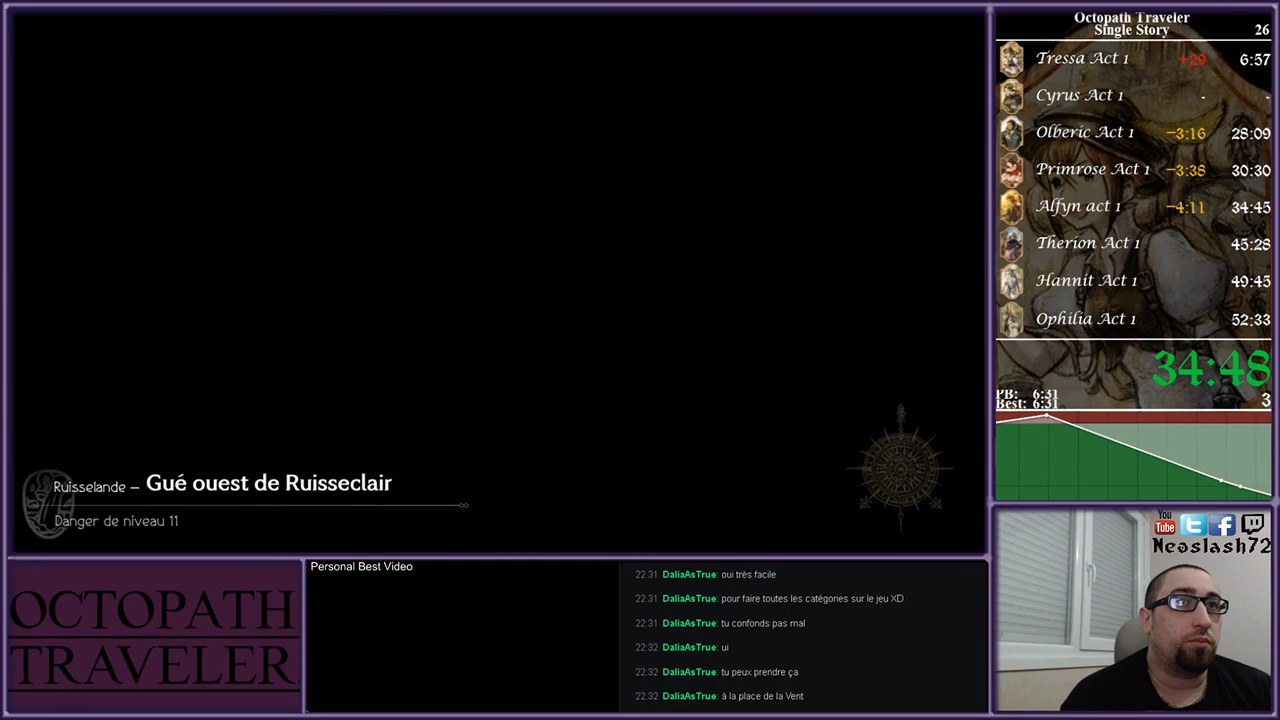 Octopath Traveler
Single Story 26
Tressa Act 1 +29 6:57
Cyrus Act 1 - -
Olberic Act 1 −3:16 28:09
Primrose Act 1 −3:38 30:30
Alfyn act 1 −4:11 34:45
Therion Act 1 45:28
Hannit Act 1 49:45
Ophilia Act 1 52:33
34:48
PB: 6:31
Best: 6:31 3
Ruisselande – Gué ouest de Ruisseclair
Danger de niveau 11
You Tube
Neoslash72
OCTOPATH
TRAVELER
Personal Best Video
22:31 DaliaAsTrue: oui très facile
22:31 DaliaAsTrue: pour faire toutes les catégories sur le jeu XD
22:31 DaliaAsTrue: tu confonds pas mal
22:32 DaliaAsTrue: ui
22:32 DaliaAsTrue: tu peux prendre ça
22:32 DaliaAsTrue: à la place de la Vent